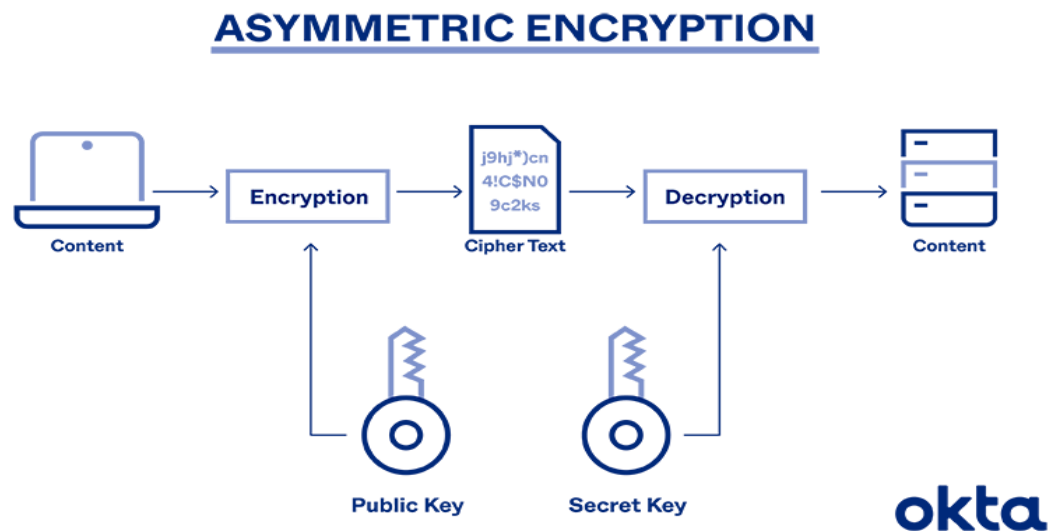 ASYMMETRIC ENCRYPTION
Content
Encryption
j9hj*)cn
4!C$N0
9c2ks
Cipher Text
Decryption
Content
Public Key
Secret Key
okta